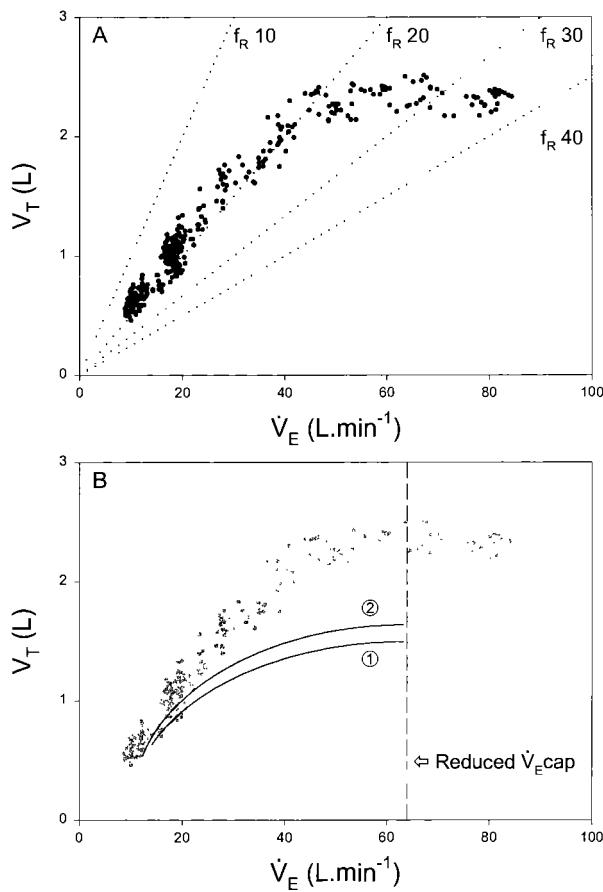 A
f_R 10
f_R 20
f_R 30
f_R 40
3
2
1
0
V_T (L)
0 20 40 60 80 100
V̇_E (L.min⁻¹)
B
3
2
1
0
V_T (L)
②
①
⇦ Reduced V̇_Ecap
0 20 40 60 80 100
V̇_E (L.min⁻¹)